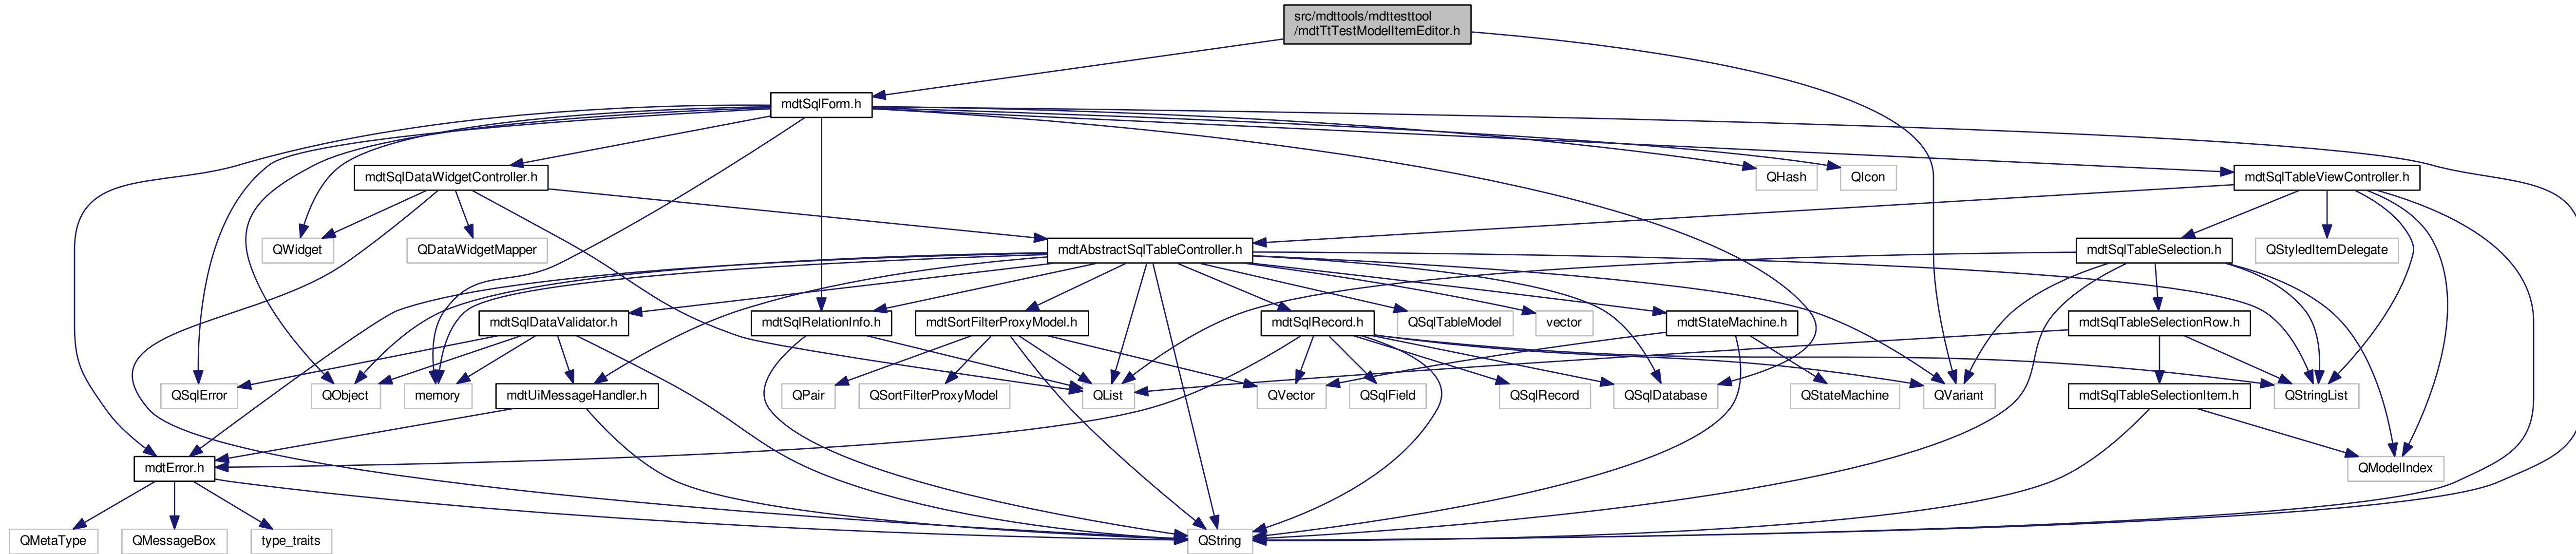 src/mdttools/mdttesttool
/mdtTtTestModelItemEditor.h
mdtSqlForm.h
mdtSqlDataWidgetController.h
QHash
QIcon
mdtSqlTableViewController.h
QWidget
QDataWidgetMapper
mdtAbstractSqlTableController.h
mdtSqlTableSelection.h
QStyledItemDelegate
mdtSqlDataValidator.h
mdtSqlRelationInfo.h
mdtSortFilterProxyModel.h
mdtSqlRecord.h
QSqlTableModel
vector
mdtStateMachine.h
mdtSqlTableSelectionRow.h
QSqlError
QObject
memory
mdtUiMessageHandler.h
QPair
QSortFilterProxyModel
QList
QVector
QSqlField
QSqlRecord
QSqlDatabase
QStateMachine
QVariant
mdtSqlTableSelectionItem.h
QStringList
mdtError.h
QModelIndex
QMetaType
QMessageBox
type_traits
QString